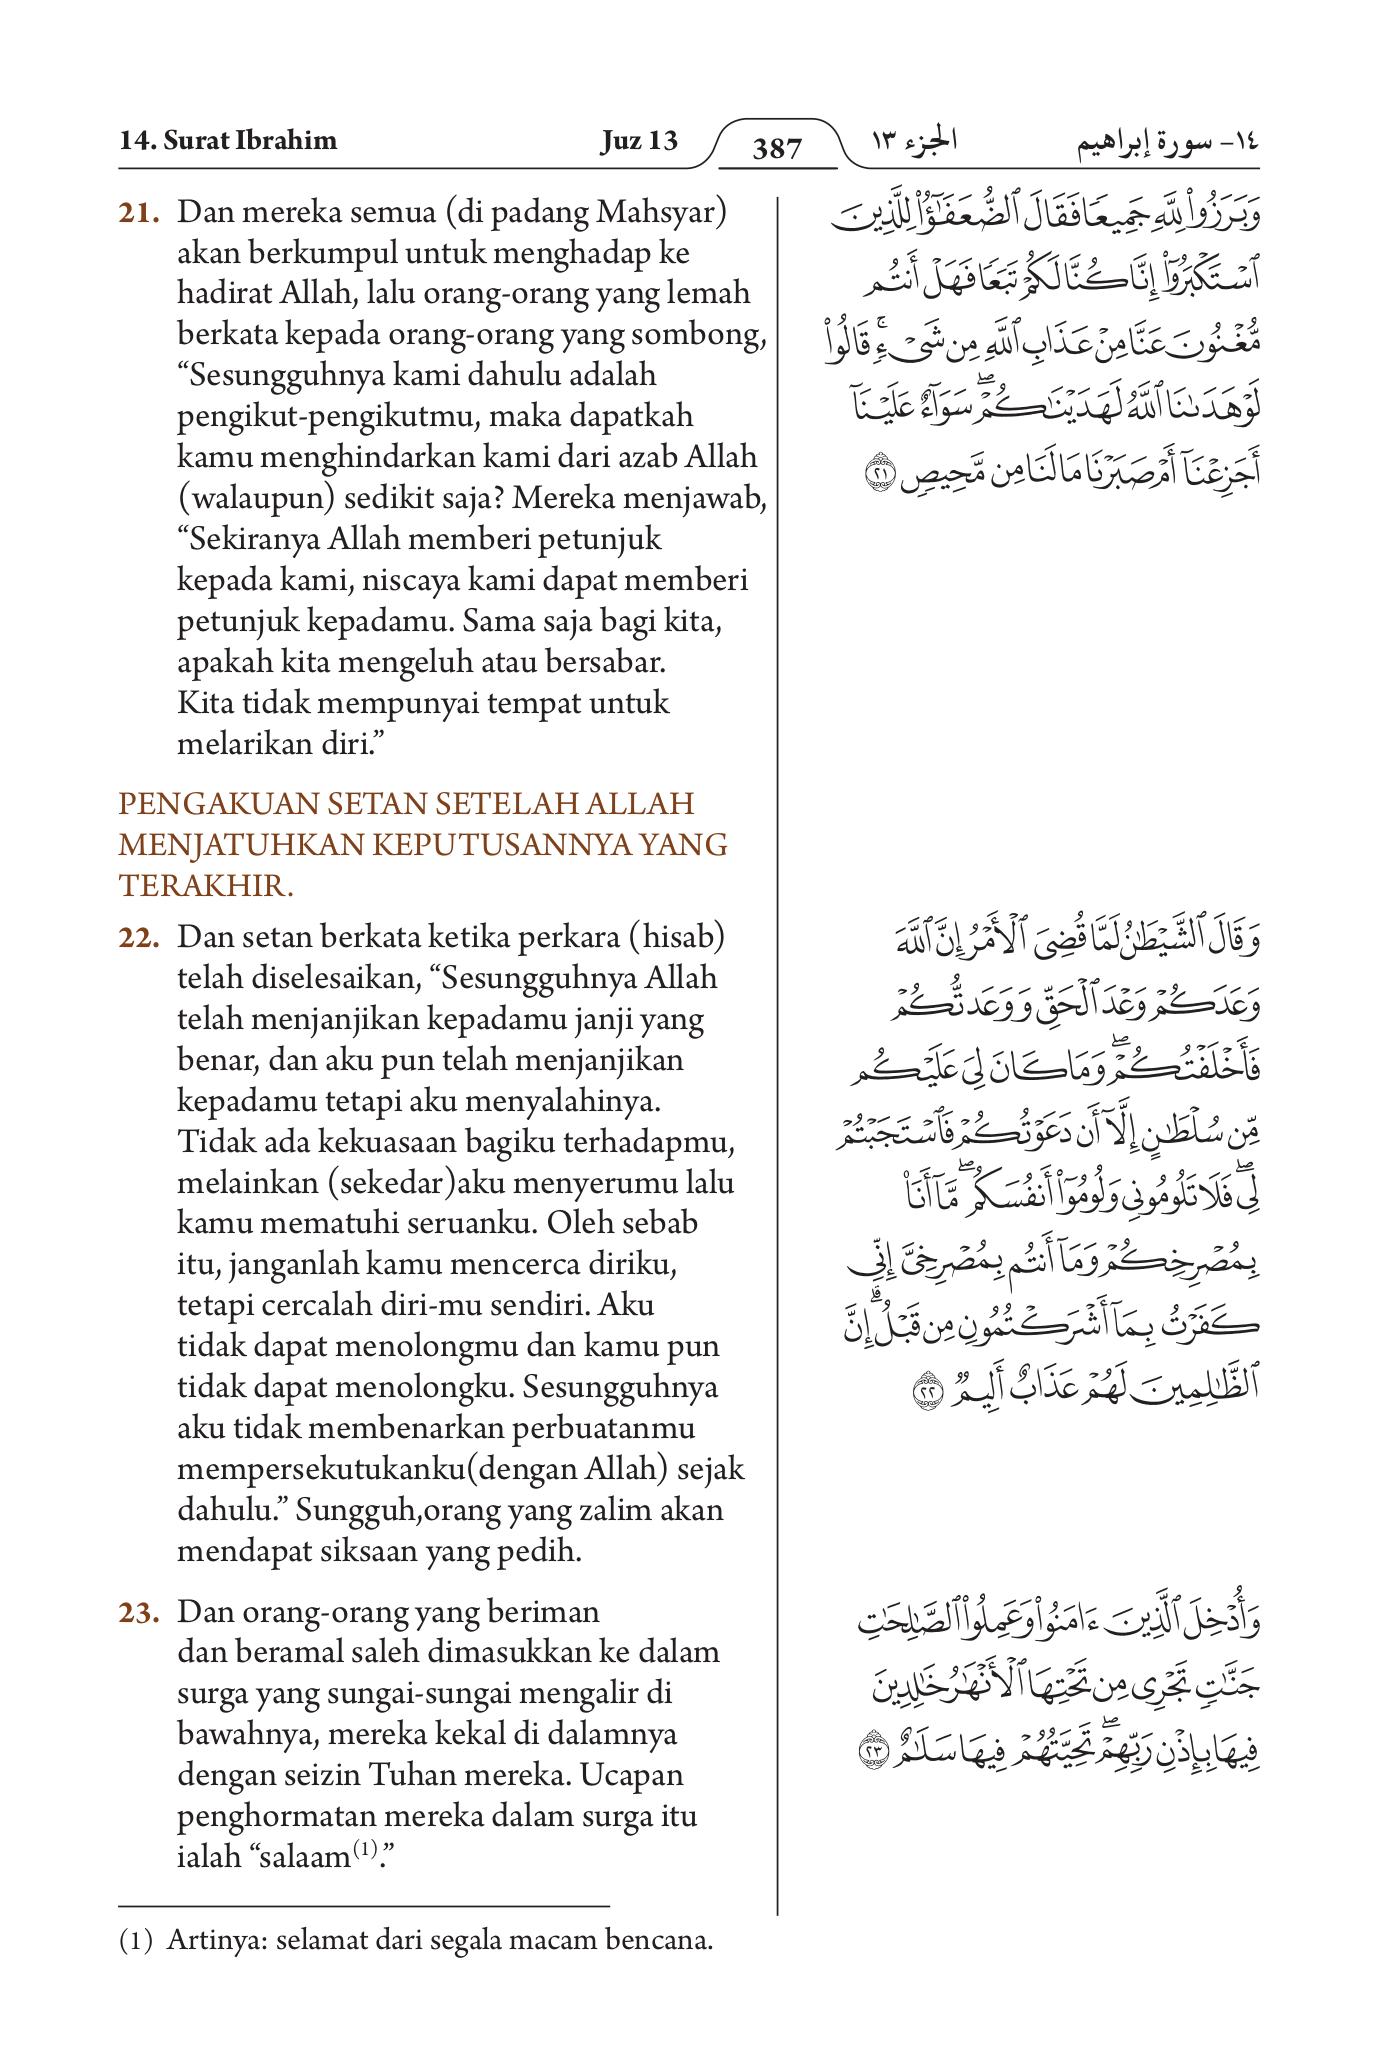 14. Surat Ibrahim
Juz 13
387
الجزء ١٣
١٤- سورة إبراهيم
21. Dan mereka semua (di padang Mahsyar)
akan berkumpul untuk menghadap ke
hadirat Allah, lalu orang-orang yang lemah
berkata kepada orang-orang yang sombong,
“Sesungguhnya kami dahulu adalah
pengikut-pengikutmu, maka dapatkah
kamu menghindarkan kami dari azab Allah
(walaupun) sedikit saja? Mereka menjawab,
“Sekiranya Allah memberi petunjuk
kepada kami, niscaya kami dapat memberi
petunjuk kepadamu. Sama saja bagi kita,
apakah kita mengeluh atau bersabar.
Kita tidak mempunyai tempat untuk
melarikan diri.”
PENGAKUAN SETAN SETELAH ALLAH
MENJATUHKAN KEPUTUSANNYA YANG
TERAKHIR.
22. Dan setan berkata ketika perkara (hisab)
telah diselesaikan, “Sesungguhnya Allah
telah menjanjikan kepadamu janji yang
benar, dan aku pun telah menjanjikan
kepadamu tetapi aku menyalahinya.
Tidak ada kekuasaan bagiku terhadapmu,
melainkan (sekedar)aku menyerumu lalu
kamu mematuhi seruanku. Oleh sebab
itu, janganlah kamu mencerca diriku,
tetapi cercalah diri-mu sendiri. Aku
tidak dapat menolongmu dan kamu pun
tidak dapat menolongku. Sesungguhnya
aku tidak membenarkan perbuatanmu
mempersekutukanku(dengan Allah) sejak
dahulu.” Sungguh,orang yang zalim akan
mendapat siksaan yang pedih.
23. Dan orang-orang yang beriman
dan beramal saleh dimasukkan ke dalam
surga yang sungai-sungai mengalir di
bawahnya, mereka kekal di dalamnya
dengan seizin Tuhan mereka. Ucapan
penghormatan mereka dalam surga itu
ialah “salaam(1).”
(1) Artinya: selamat dari segala macam bencana.
وَبَرَزُواْ لِلَّهِ جَمِيعٗا فَقَالَ ٱلضُّعَفَٰٓؤُاْ لِلَّذِينَ
ٱسۡتَكۡبَرُوٓاْ إِنَّا كُنَّا لَكُمۡ تَبَعٗا فَهَلۡ أَنتُم
مُّغۡنُونَ عَنَّا مِنۡ عَذَابِ ٱللَّهِ مِن شَيۡءٖۚ قَالُواْ
لَوۡ هَدَىٰنَا ٱللَّهُ لَهَدَيۡنَٰكُمۡۖ سَوَآءٌ عَلَيۡنَآ
أَجَزِعۡنَآ أَمۡ صَبَرۡنَا مَا لَنَا مِن مَّحِيصٖ ٢١
وَقَالَ ٱلشَّيۡطَٰنُ لَمَّا قُضِيَ ٱلۡأَمۡرُ إِنَّ ٱللَّهَ
وَعَدَكُمۡ وَعۡدَ ٱلۡحَقِّ وَوَعَدتُّكُمۡ
فَأَخۡلَفۡتُكُمۡۖ وَمَا كَانَ لِيَ عَلَيۡكُم
مِّن سُلۡطَٰنٍ إِلَّآ أَن دَعَوۡتُكُمۡ فَٱسۡتَجَبۡتُمۡ
لِيۖ فَلَا تَلُومُونِي وَلُومُوٓاْ أَنفُسَكُمۖ مَّآ أَنَا۠
بِمُصۡرِخِكُمۡ وَمَآ أَنتُم بِمُصۡرِخِيَّ إِنِّي
كَفَرۡتُ بِمَآ أَشۡرَكۡتُمُونِ مِن قَبۡلُۗ إِنَّ
ٱلظَّٰلِمِينَ لَهُمۡ عَذَابٌ أَلِيمٞ ٢٢
وَأُدۡخِلَ ٱلَّذِينَ ءَامَنُواْ وَعَمِلُواْ ٱلصَّٰلِحَٰتِ
جَنَّٰتٖ تَجۡرِي مِن تَحۡتِهَا ٱلۡأَنۡهَٰرُ خَٰلِدِينَ
فِيهَا بِإِذۡنِ رَبِّهِمۡۖ تَحِيَّتُهُمۡ فِيهَا سَلَٰمٌ ٢٣